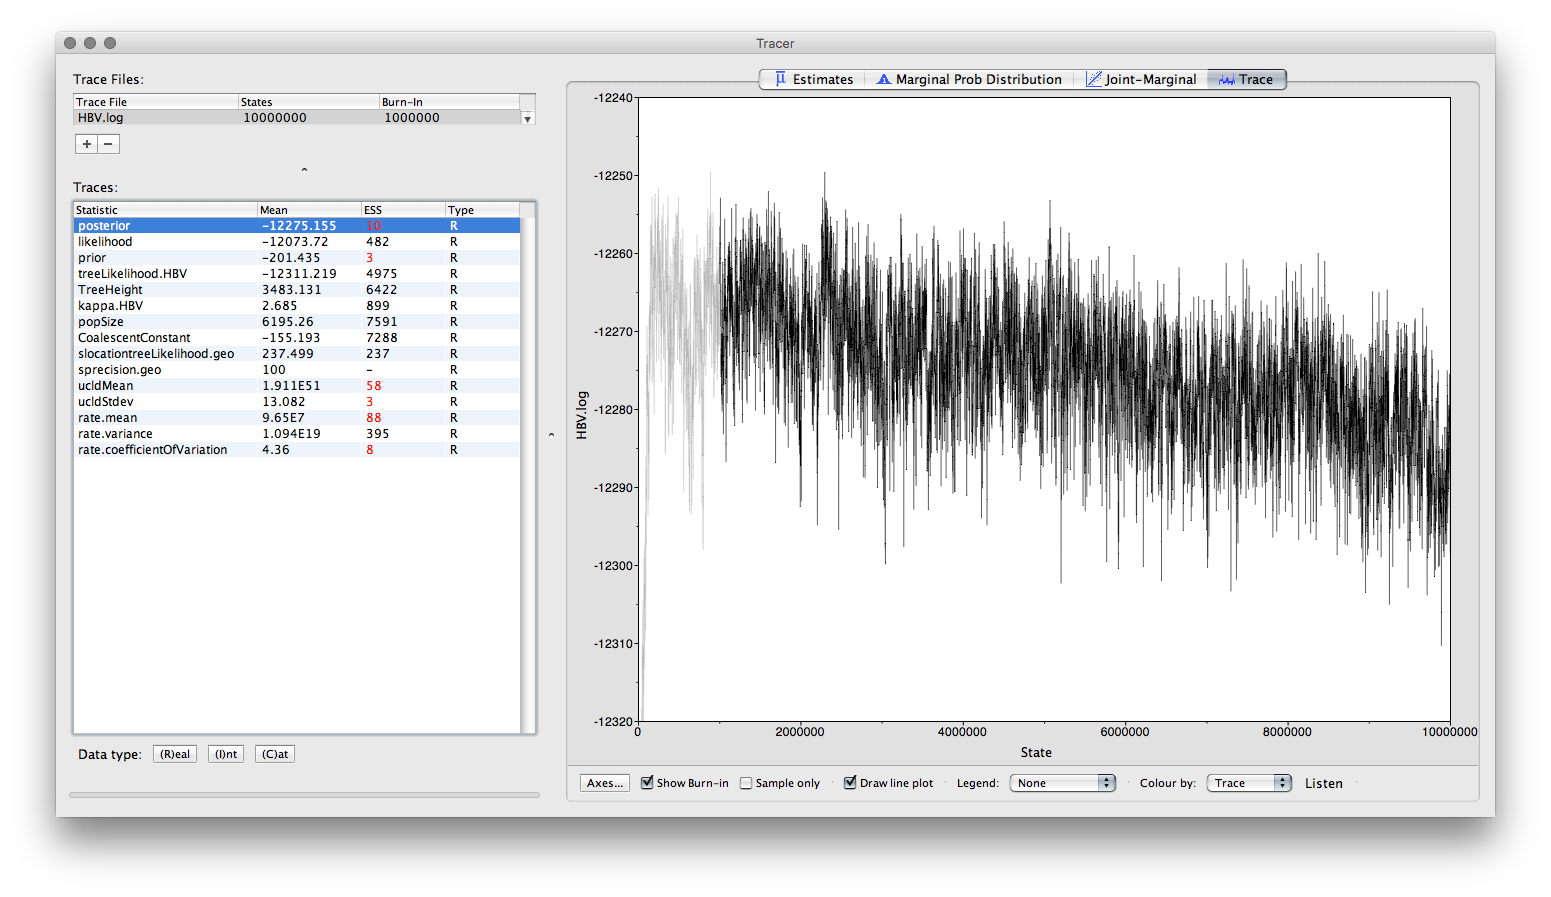 Tracer
Trace Files:
Trace File States Burn-In
HBV.log 10000000 1000000
+ −
Traces:
Statistic Mean ESS Type
posterior -12275.155 10 R
likelihood -12073.72 482 R
prior -201.435 3 R
treeLikelihood.HBV -12311.219 4975 R
TreeHeight 3483.131 6422 R
kappa.HBV 2.685 899 R
popSize 6195.26 7591 R
CoalescentConstant -155.193 7288 R
slocationtreeLikelihood.geo 237.499 237 R
sprecision.geo 100 - R
ucldMean 1.911E51 58 R
ucldStdev 13.082 3 R
rate.mean 9.65E7 88 R
rate.variance 1.094E19 395 R
rate.coefficientOfVariation 4.36 8 R
Data type: (R)eal (I)nt (C)at
Estimates Marginal Prob Distribution Joint-Marginal Trace
-12240
-12250
-12260
-12270
-12280
-12290
-12300
-12310
-12320
HBV.log
0 2000000 4000000 6000000 8000000 10000000
State
Axes... Show Burn-in Sample only Draw line plot Legend: None Colour by: Trace Listen